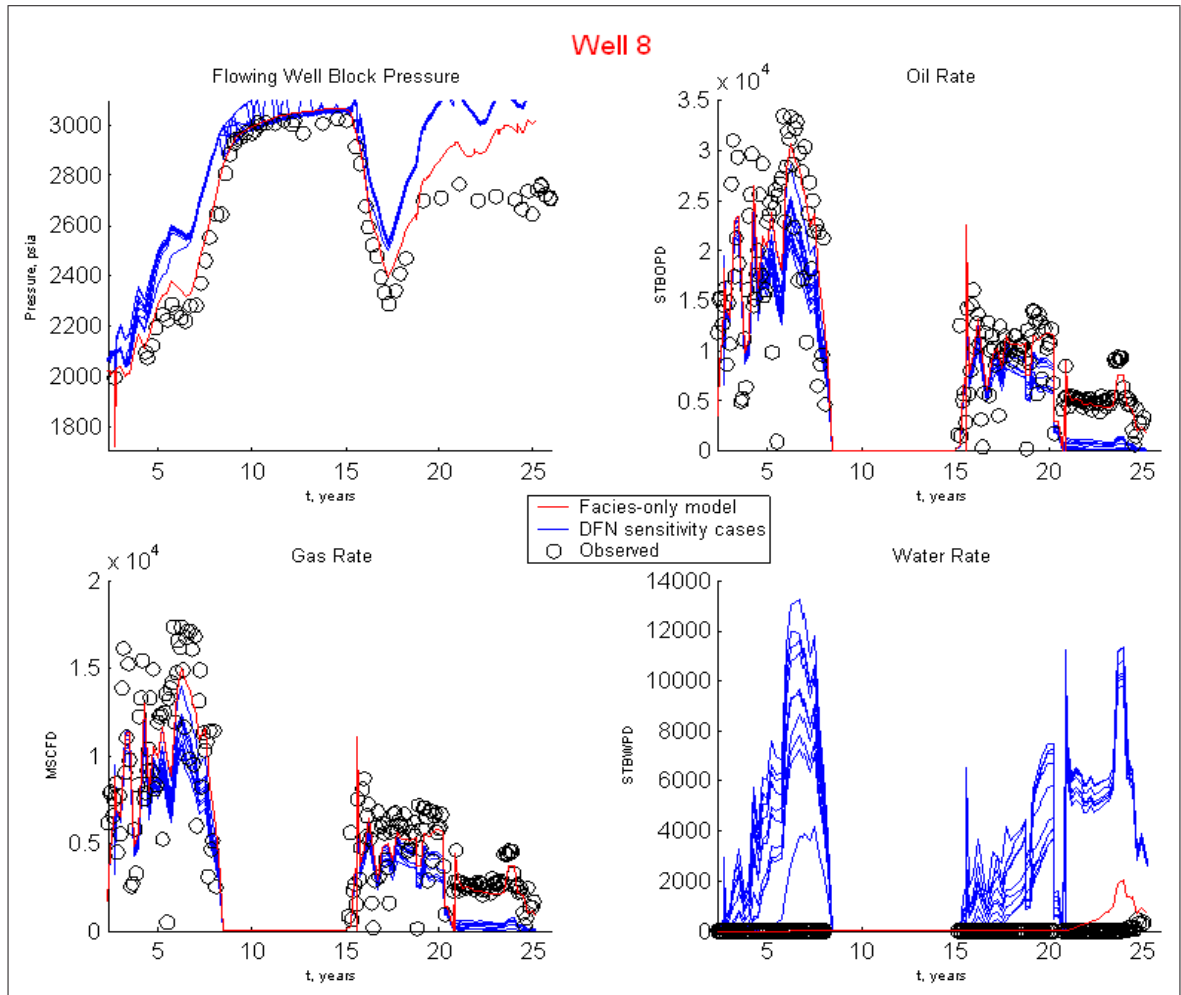 Well 8
Flowing Well Block Pressure
3000
2800
2600
2400
2200
2000
1800
Pressure, psia
5 10 15 20 25
t, years
Oil Rate
x 10^4
3.5
3
2.5
2
1.5
1
0.5
0
STBOPD
5 10 15 20 25
t, years
Facies-only model
DFN sensitivity cases
Observed
Gas Rate
x 10^4
2
1.5
1
0.5
0
MSCFD
5 10 15 20 25
t, years
Water Rate
14000
12000
10000
8000
6000
4000
2000
0
STBWPD
5 10 15 20 25
t, years